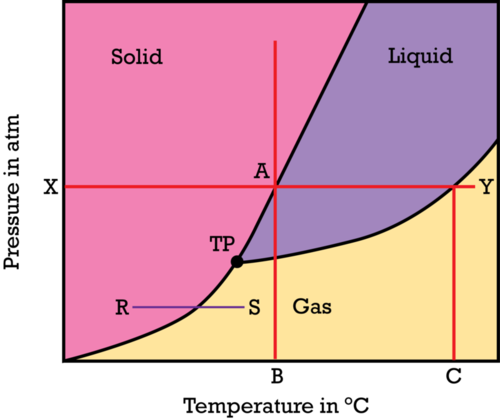 Solid
Liquid
Pressure in atm
X
A
Y
TP
R
S
Gas
B
C
Temperature in °C